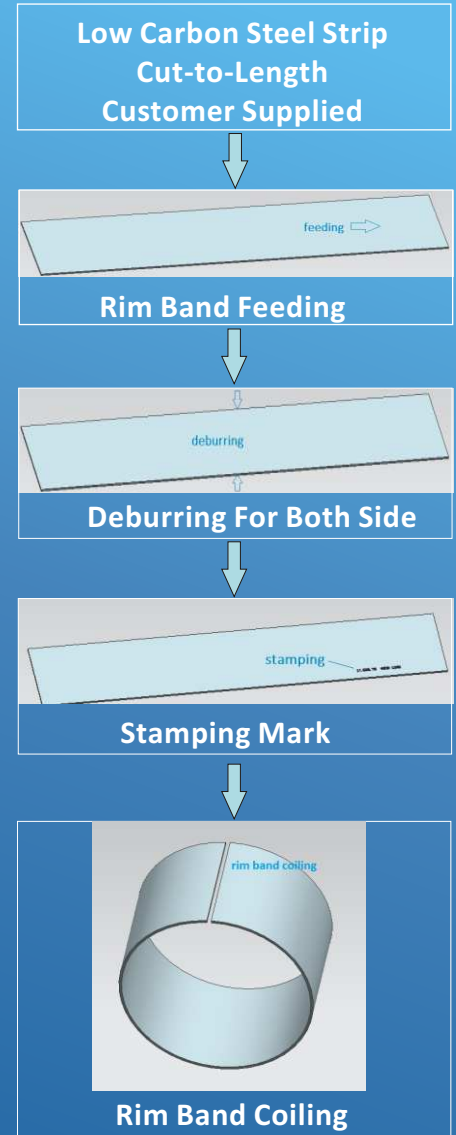 Low Carbon Steel Strip
Cut-to-Length
Customer Supplied
feeding
Rim Band Feeding
deburring
Deburring For Both Side
stamping
Stamping Mark
rim band coiling
Rim Band Coiling